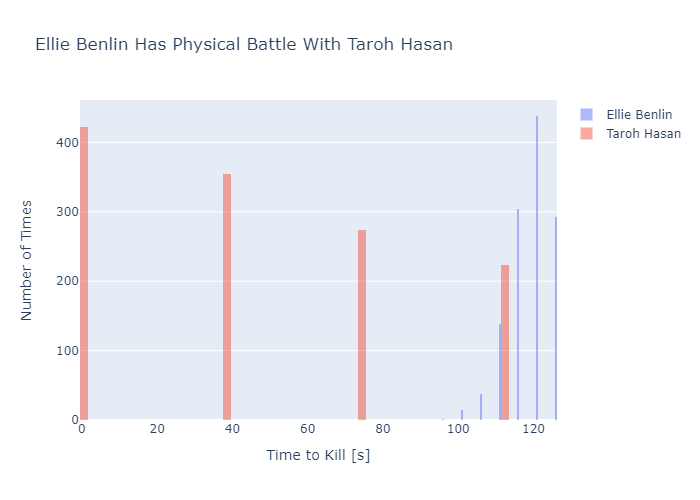 Ellie Benlin Has Physical Battle With Taroh Hasan
Ellie Benlin
Taroh Hasan
Number of Times
400
300
200
100
0
0 20 40 60 80 100 120
Time to Kill [s]